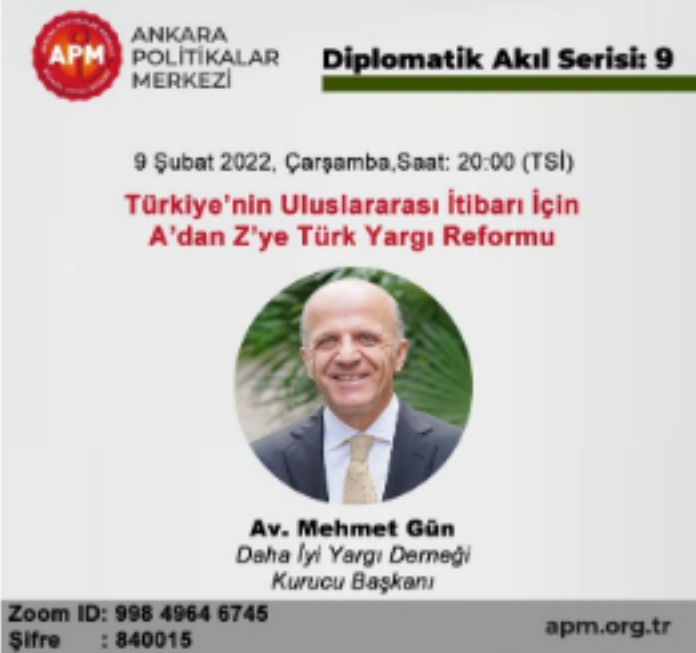 APM
ANKARA
POLİTİKALAR
MERKEZİ
Diplomatik Akıl Serisi: 9
9 Şubat 2022, Çarşamba,Saat: 20:00 (TSİ)
Türkiye'nin Uluslararası İtibarı İçin
A'dan Z'ye Türk Yargı Reformu
Av. Mehmet Gün
Daha İyi Yargı Derneği
Kurucu Başkanı
Zoom ID: 998 4964 6745
Şifre : 840015
apm.org.tr